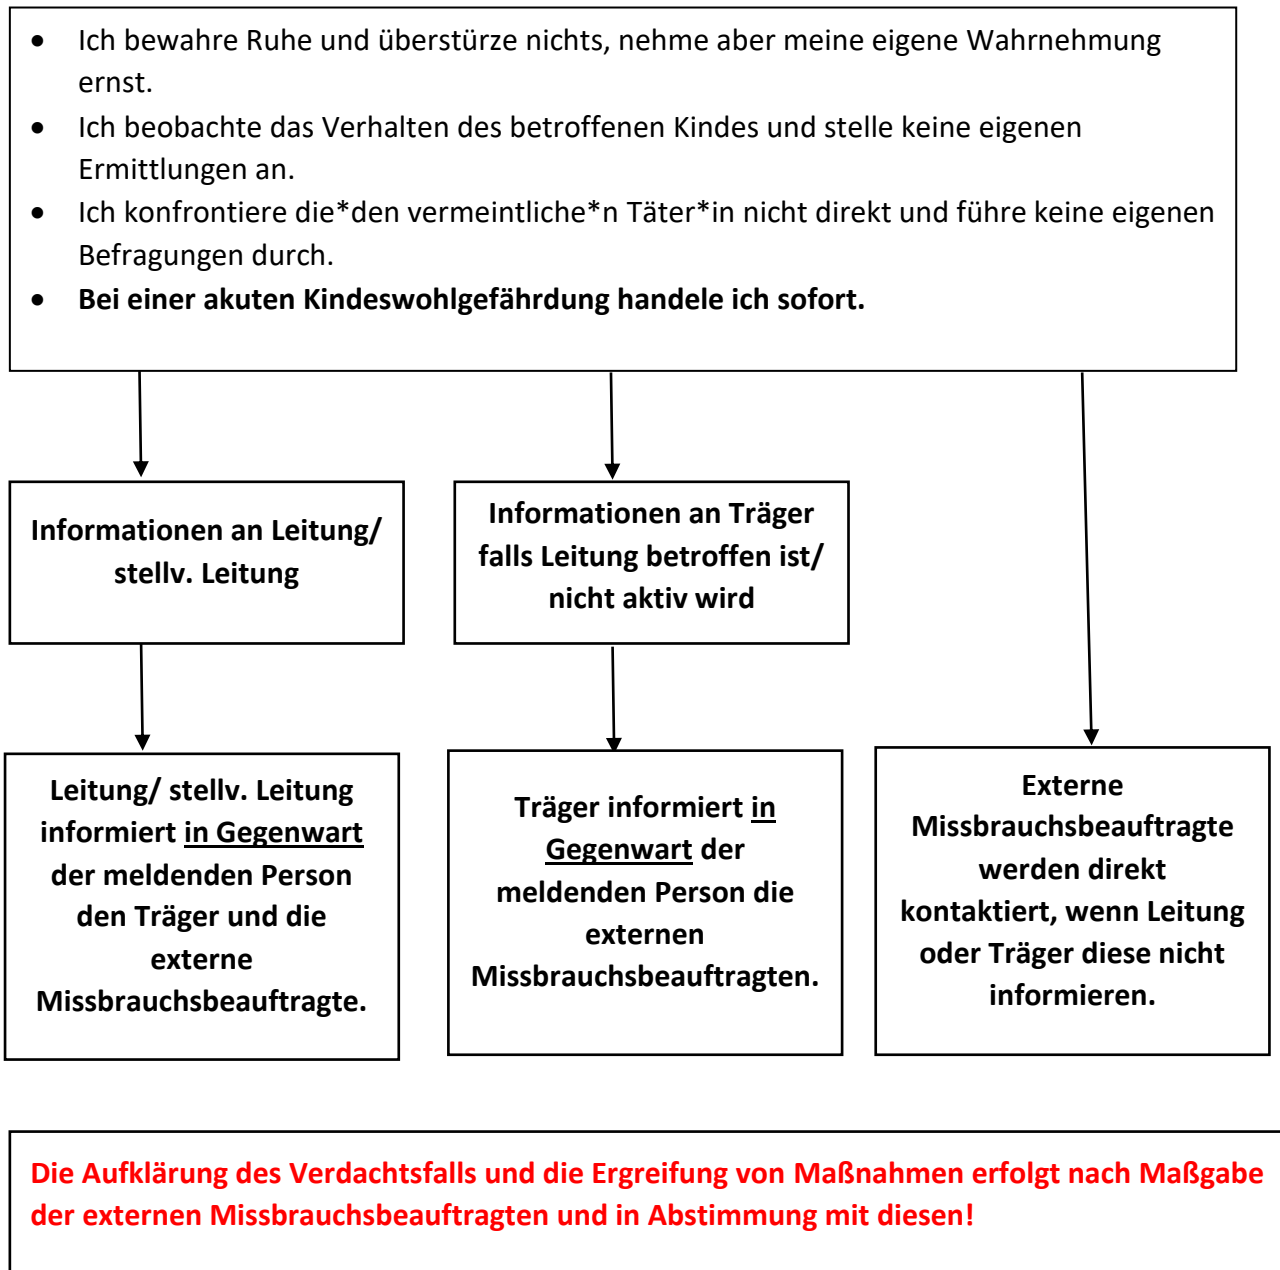 • Ich bewahre Ruhe und überstürze nichts, nehme aber meine eigene Wahrnehmung
ernst.
• Ich beobachte das Verhalten des betroffenen Kindes und stelle keine eigenen
Ermittlungen an.
• Ich konfrontiere die*den vermeintliche*n Täter*in nicht direkt und führe keine eigenen
Befragungen durch.
• Bei einer akuten Kindeswohlgefährdung handele ich sofort.
Informationen an Leitung/
stellv. Leitung
Informationen an Träger
falls Leitung betroffen ist/
nicht aktiv wird
Leitung/ stellv. Leitung
informiert in Gegenwart
der meldenden Person
den Träger und die
externe
Missbrauchsbeauftragte.
Träger informiert in
Gegenwart der
meldenden Person die
externen
Missbrauchsbeauftragten.
Externe
Missbrauchsbeauftragte
werden direkt
kontaktiert, wenn Leitung
oder Träger diese nicht
informieren.
Die Aufklärung des Verdachtsfalls und die Ergreifung von Maßnahmen erfolgt nach Maßgabe
der externen Missbrauchsbeauftragten und in Abstimmung mit diesen!